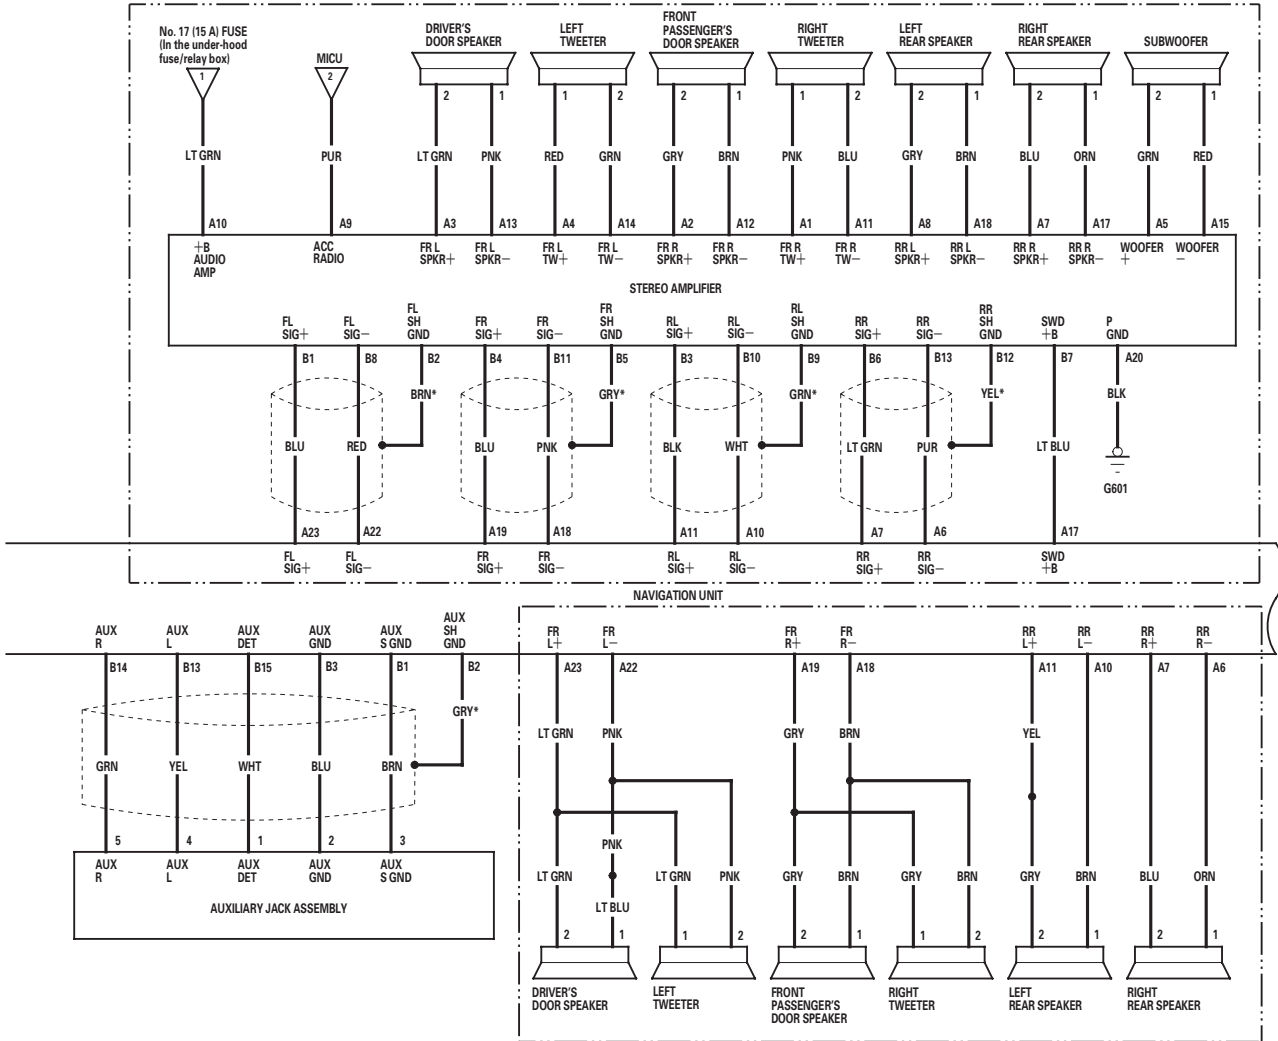 No. 17 (15 A) FUSE
(In the under-hood
fuse/relay box)
1
MICU
2
DRIVER'S
DOOR SPEAKER
LEFT
TWEETER
FRONT
PASSENGER'S
DOOR SPEAKER
RIGHT
TWEETER
LEFT
REAR SPEAKER
RIGHT
REAR SPEAKER
SUBWOOFER
2 1 1 2 2 1 1 2 2 1 2 1 2 1
LT GRN PUR LT GRN PNK RED GRN GRY BRN PNK BLU GRY BRN BLU ORN GRN RED
A10 A9 A3 A13 A4 A14 A2 A12 A1 A11 A8 A18 A7 A17 A5 A15
+B
AUDIO
AMP
ACC
RADIO
FR L
SPKR+
FR L
SPKR−
FR L
TW+
FR L
TW−
FR R
SPKR+
FR R
SPKR−
FR R
TW+
FR R
TW−
RR L
SPKR+
RR L
SPKR−
RR R
SPKR+
RR R
SPKR−
WOOFER
+
WOOFER
−
STEREO AMPLIFIER
FL
SIG+
FL
SIG−
FL
SH
GND
FR
SIG+
FR
SIG−
FR
SH
GND
RL
SIG+
RL
SIG−
RL
SH
GND
RR
SIG+
RR
SIG−
RR
SH
GND
SWD
+B
P
GND
B1 B8 B2 B4 B11 B5 B3 B10 B9 B6 B13 B12 B7 A20
BRN* GRY* GRN* YEL* BLK
BLU RED BLU PNK BLK WHT LT GRN PUR LT BLU
G601
A23 A22 A19 A18 A11 A10 A7 A6 A17
FL
SIG+
FL
SIG−
FR
SIG+
FR
SIG−
RL
SIG+
RL
SIG−
RR
SIG+
RR
SIG−
SWD
+B
NAVIGATION UNIT
AUX
R
AUX
L
AUX
DET
AUX
GND
AUX
S GND
AUX
SH
GND
FR
L+
FR
L−
FR
R+
FR
R−
RR
L+
RR
L−
RR
R+
RR
R−
B14 B13 B15 B3 B1 B2 A23 A22 A19 A18 A11 A10 A7 A6
GRY*
LT GRN PNK GRY BRN YEL
GRN YEL WHT BLU BRN
5 4 1 2 3
PNK
AUX
R
AUX
L
AUX
DET
AUX
GND
AUX
S GND
LT GRN LT GRN PNK GRY BRN GRY BRN GRY BRN BLU ORN
AUXILIARY JACK ASSEMBLY
LT BLU
2 1 1 2 2 1 1 2 2 1 2 1
DRIVER'S
DOOR SPEAKER
LEFT
TWEETER
FRONT
PASSENGER'S
DOOR SPEAKER
RIGHT
TWEETER
LEFT
REAR SPEAKER
RIGHT
REAR SPEAKER